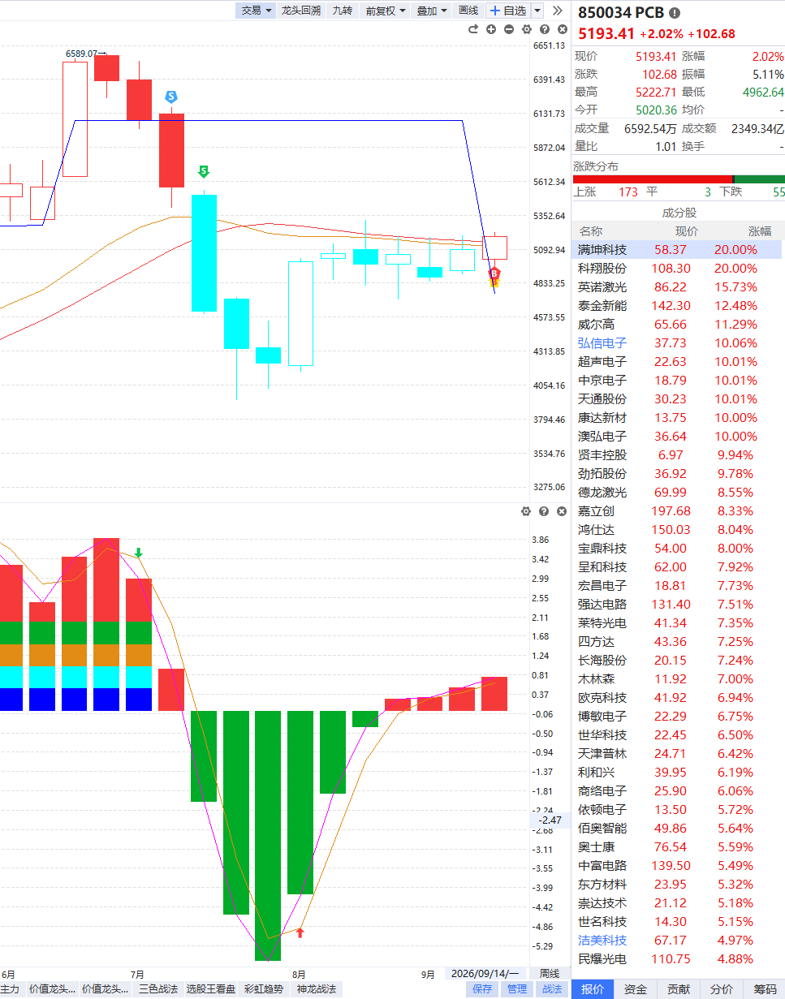 交易 龙头回溯 九转 前复权 叠加 画线 + 自选
6589.07→
S
S
B
6651.13
6391.43
6131.73
5872.04
5612.34
5352.64
5092.94
4833.25
4573.55
4313.85
4054.16
3794.46
3534.76
3275.06
3.86
3.42
2.99
2.55
2.11
1.68
1.24
0.81
0.37
-0.06
-0.50
-0.94
-1.37
-1.81
-2.24
-2.47
-2.68
-3.11
-3.55
-3.99
-4.42
-4.86
-5.29
6月 7月 8月 9月 2026/09/14/一 周线
主力 价值龙头... 价值龙头... 三色战法 选股王看盘 彩虹趋势 神龙战法 保存 管理 战法
850034 PCB
5193.41 +2.02% +102.68
现价 5193.41 涨幅 2.02%
涨跌 102.68 振幅 5.11%
最高 5222.71 最低 4962.64
今开 5020.36 均价 -
成交量 6592.54万 成交额 2349.34亿
量比 1.01 换手 -
涨跌分布
上涨 173 平 3 下跌 55
成分股
名称 现价 涨幅
满坤科技 58.37 20.00%
科翔股份 108.30 20.00%
英诺激光 86.22 15.73%
泰金新能 142.30 12.48%
威尔高 65.66 11.29%
弘信电子 37.73 10.06%
超声电子 22.63 10.01%
中京电子 18.79 10.01%
天通股份 30.23 10.01%
康达新材 13.75 10.00%
澳弘电子 36.64 10.00%
贤丰控股 6.97 9.94%
劲拓股份 36.92 9.78%
德龙激光 69.99 8.55%
嘉立创 197.68 8.33%
鸿仕达 150.03 8.04%
宝鼎科技 54.00 8.00%
呈和科技 62.00 7.92%
宏昌电子 18.81 7.73%
强达电路 131.40 7.51%
莱特光电 41.34 7.35%
四方达 43.36 7.25%
长海股份 20.15 7.24%
木林森 11.92 7.00%
欧克科技 41.92 6.94%
博敏电子 22.29 6.75%
世华科技 22.45 6.50%
天津普林 24.71 6.42%
利和兴 39.95 6.19%
商络电子 25.90 6.06%
依顿电子 13.50 5.72%
佰奥智能 49.86 5.64%
奥士康 76.54 5.59%
中富电路 139.50 5.49%
东方材料 23.95 5.32%
崇达技术 21.12 5.18%
世名科技 14.30 5.15%
洁美科技 67.17 4.97%
民爆光电 110.75 4.88%
报价 资金 贡献 分价 筹码